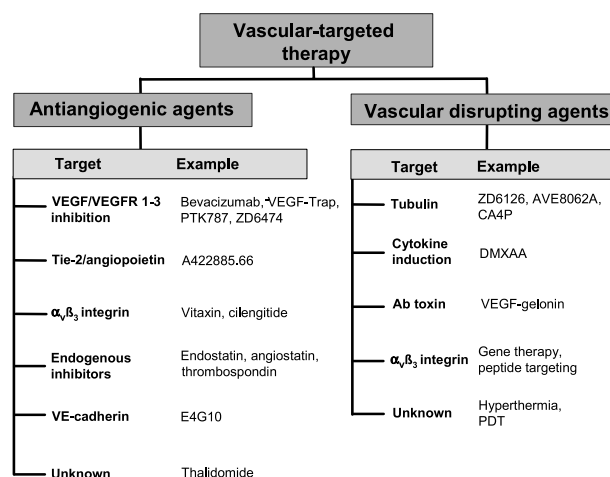 Vascular-targeted
therapy
Antiangiogenic agents
Target Example
VEGF/VEGFR 1-3
inhibition
Bevacizumab, VEGF-Trap,
PTK787, ZD6474
Tie-2/angiopoietin A422885.66
αvß3 integrin Vitaxin, cilengitide
Endogenous
inhibitors
Endostatin, angiostatin,
thrombospondin
VE-cadherin E4G10
Unknown Thalidomide
Vascular disrupting agents
Target Example
Tubulin
ZD6126, AVE8062A,
CA4P
Cytokine
induction
DMXAA
Ab toxin VEGF-gelonin
αvß3 integrin
Gene therapy,
peptide targeting
Unknown
Hyperthermia,
PDT